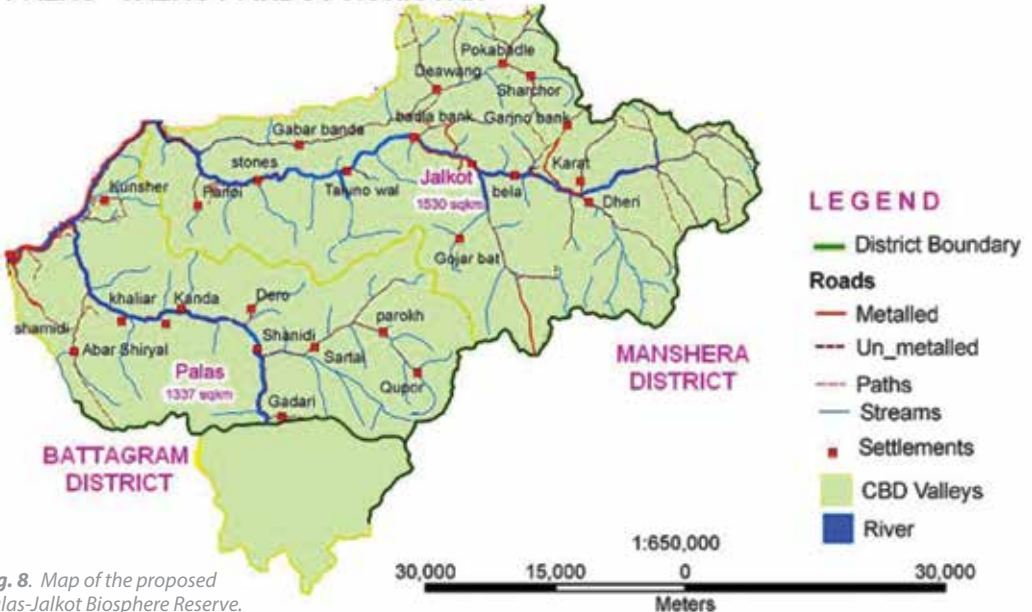 Pokabadle
Deawang
Sharchor
badla bank
Garjno bank
Gabar bande
stones
Karat
Kunsher
Taluno wal
Jalkot
bela
1530 sqkm
Dheri
Gojar bat
khaliar
Kanda
Dero
parokh
shamidi
Shanidi
Abar Shiryal
Sartal
Palas
1337 sqkm
Qupor
Gadari
MANSHERA
DISTRICT
BATTAGRAM
DISTRICT
LEGEND
District Boundary
Roads
Metalled
Un_metalled
Paths
Streams
Settlements
CBD Valleys
River
1:650,000
30,000 15,000 0 30,000
Meters
g. 8. Map of the proposed
las-Jalkot Biosphere Reserve.